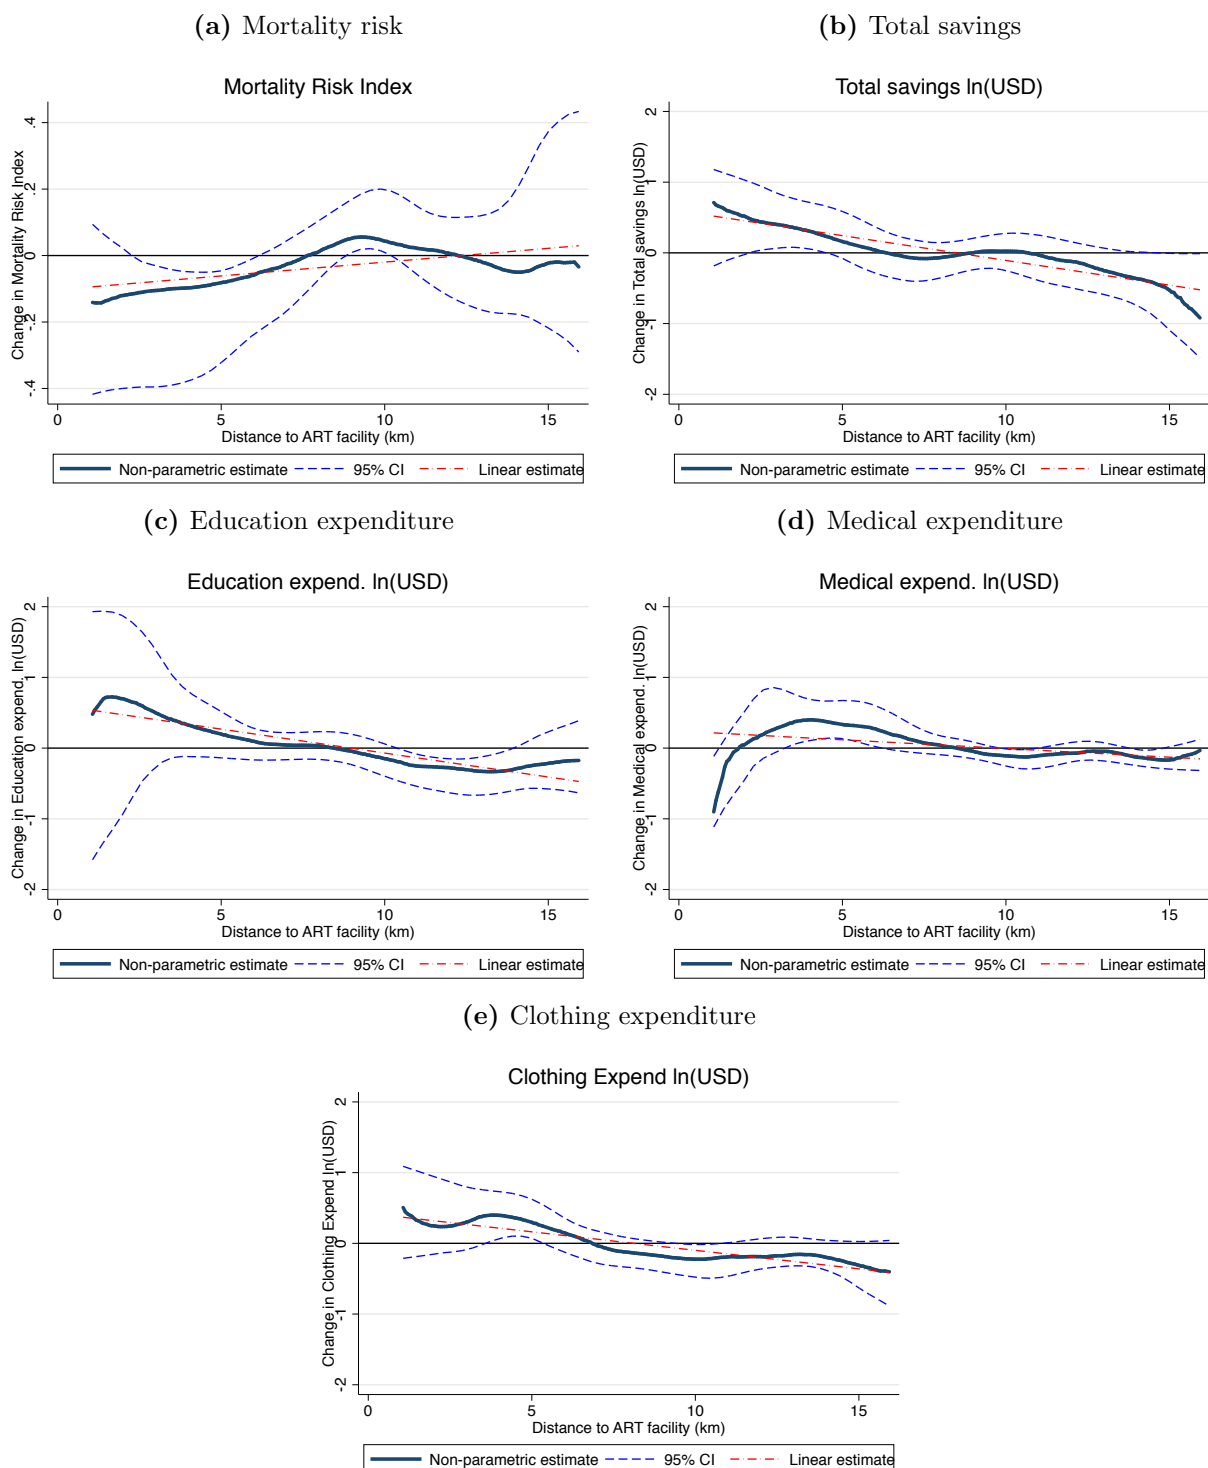 (a) Mortality risk
Mortality Risk Index
Change in Mortality Risk Index
.4
.2
0
-.2
-.4
0 5 10 15
Distance to ART facility (km)
Non-parametric estimate 95% CI Linear estimate
(b) Total savings
Total savings ln(USD)
Change in Total savings ln(USD)
2
1
0
-1
-2
0 5 10 15
Distance to ART facility (km)
Non-parametric estimate 95% CI Linear estimate
(c) Education expenditure
Education expend. ln(USD)
Change in Education expend. ln(USD)
2
1
0
-1
-2
0 5 10 15
Distance to ART facility (km)
Non-parametric estimate 95% CI Linear estimate
(d) Medical expenditure
Medical expend. ln(USD)
Change in Medical expend. ln(USD)
2
1
0
-1
-2
0 5 10 15
Distance to ART facility (km)
Non-parametric estimate 95% CI Linear estimate
(e) Clothing expenditure
Clothing Expend ln(USD)
Change in Clothing Expend ln(USD)
2
1
0
-1
-2
0 5 10 15
Distance to ART facility (km)
Non-parametric estimate 95% CI Linear estimate